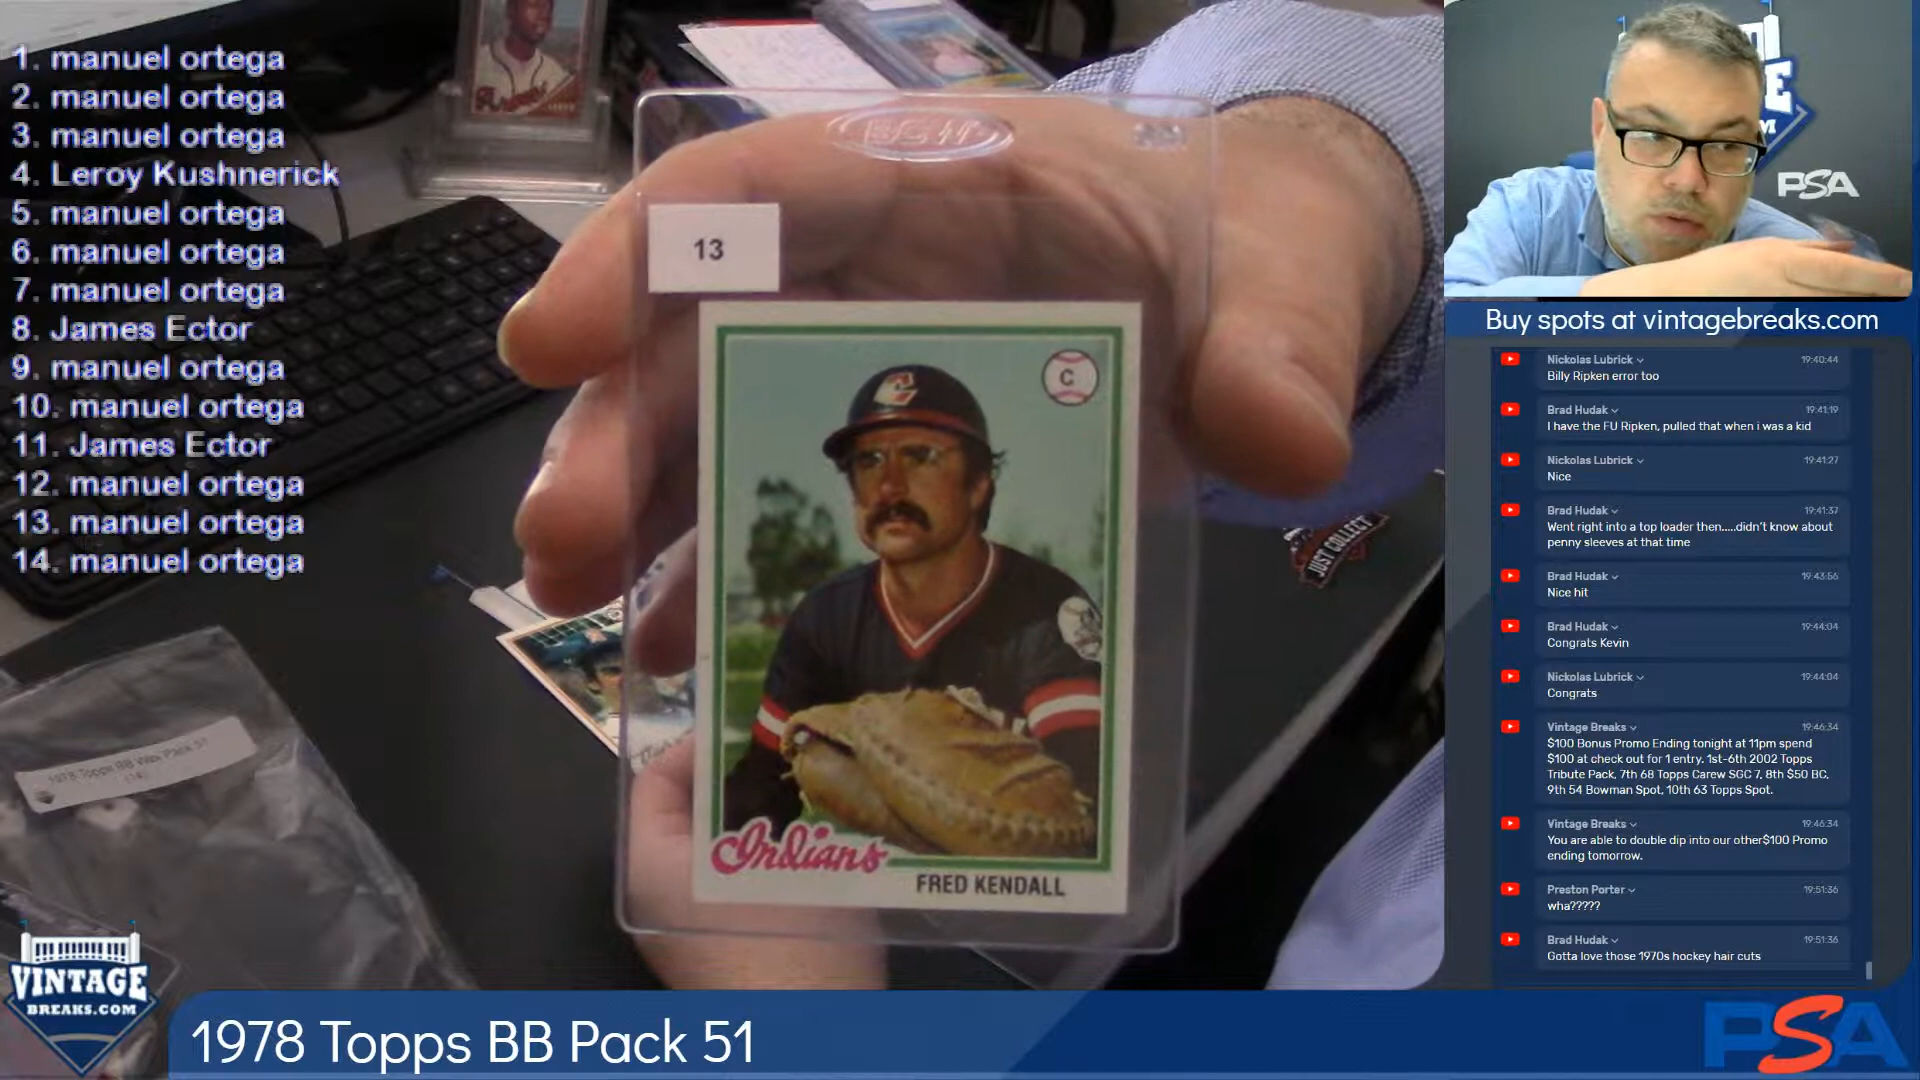 1. manuel ortega
2. manuel ortega
3. manuel ortega
4. Leroy Kushnerick
5. manuel ortega
6. manuel ortega
7. manuel ortega
8. James Ector
9. manuel ortega
10. manuel ortega
11. James Ector
12. manuel ortega
13. manuel ortega
14. manuel ortega
13
C
Indians
FRED KENDALL
JUST COLLECT
1978 Topps BB Wax Pack 51
VINTAGE
BREAKS.COM
1978 Topps BB Pack 51
PSA
Buy spots at vintagebreaks.com
Nickolas Lubrick 19:40:44
Billy Ripken error too
Brad Hudak 19:41:19
I have the FU Ripken, pulled that when i was a kid
Nickolas Lubrick 19:41:27
Nice
Brad Hudak 19:41:37
Went right into a top loader then.....didn't know about
penny sleeves at that time
Brad Hudak 19:43:56
Nice hit
Brad Hudak 19:44:04
Congrats Kevin
Nickolas Lubrick 19:44:04
Congrats
Vintage Breaks 19:46:34
$100 Bonus Promo Ending tonight at 11pm spend
$100 at check out for 1 entry. 1st-6th 2002 Topps
Tribute Pack, 7th 68 Topps Carew SGC 7, 8th $50 BC,
9th 54 Bowman Spot, 10th 63 Topps Spot.
Vintage Breaks 19:46:34
You are able to double dip into our other$100 Promo
ending tomorrow.
Preston Porter 19:51:36
wha?????
Brad Hudak 19:51:36
Gotta love those 1970s hockey hair cuts
PSA